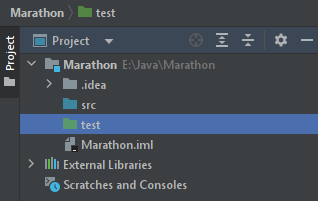 Marathon test
Project
Project
Marathon E:\Java\Marathon
.idea
src
test
Marathon.iml
External Libraries
Scratches and Consoles